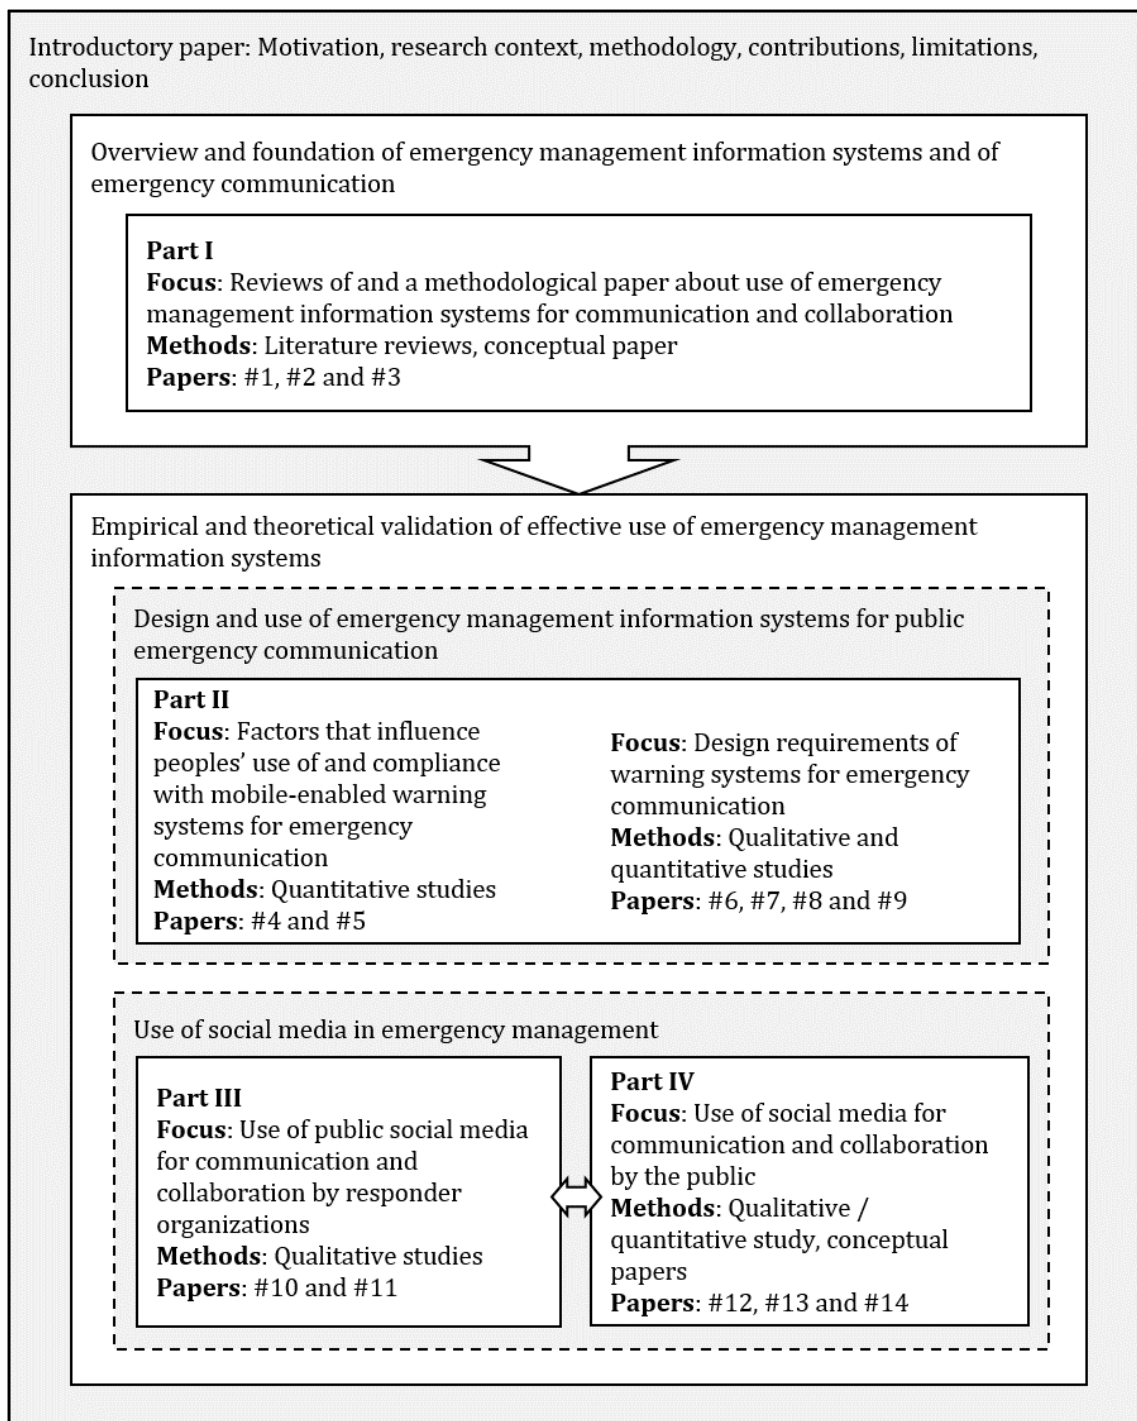 Introductory paper: Motivation, research context, methodology, contributions, limitations,
conclusion
Overview and foundation of emergency management information systems and of
emergency communication
Part I
Focus: Reviews of and a methodological paper about use of emergency
management information systems for communication and collaboration
Methods: Literature reviews, conceptual paper
Papers: #1, #2 and #3
Empirical and theoretical validation of effective use of emergency management
information systems
Design and use of emergency management information systems for public
emergency communication
Part II
Focus: Factors that influence
peoples’ use of and compliance
with mobile-enabled warning
systems for emergency
communication
Methods: Quantitative studies
Papers: #4 and #5
Focus: Design requirements of
warning systems for emergency
communication
Methods: Qualitative and
quantitative studies
Papers: #6, #7, #8 and #9
Use of social media in emergency management
Part III
Focus: Use of public social media
for communication and
collaboration by responder
organizations
Methods: Qualitative studies
Papers: #10 and #11
Part IV
Focus: Use of social media for
communication and collaboration
by the public
Methods: Qualitative /
quantitative study, conceptual
papers
Papers: #12, #13 and #14